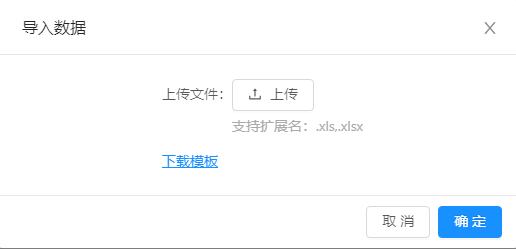 导入数据
上传文件： 上传
支持扩展名：.xls,.xlsx
下载模板
取 消 确 定